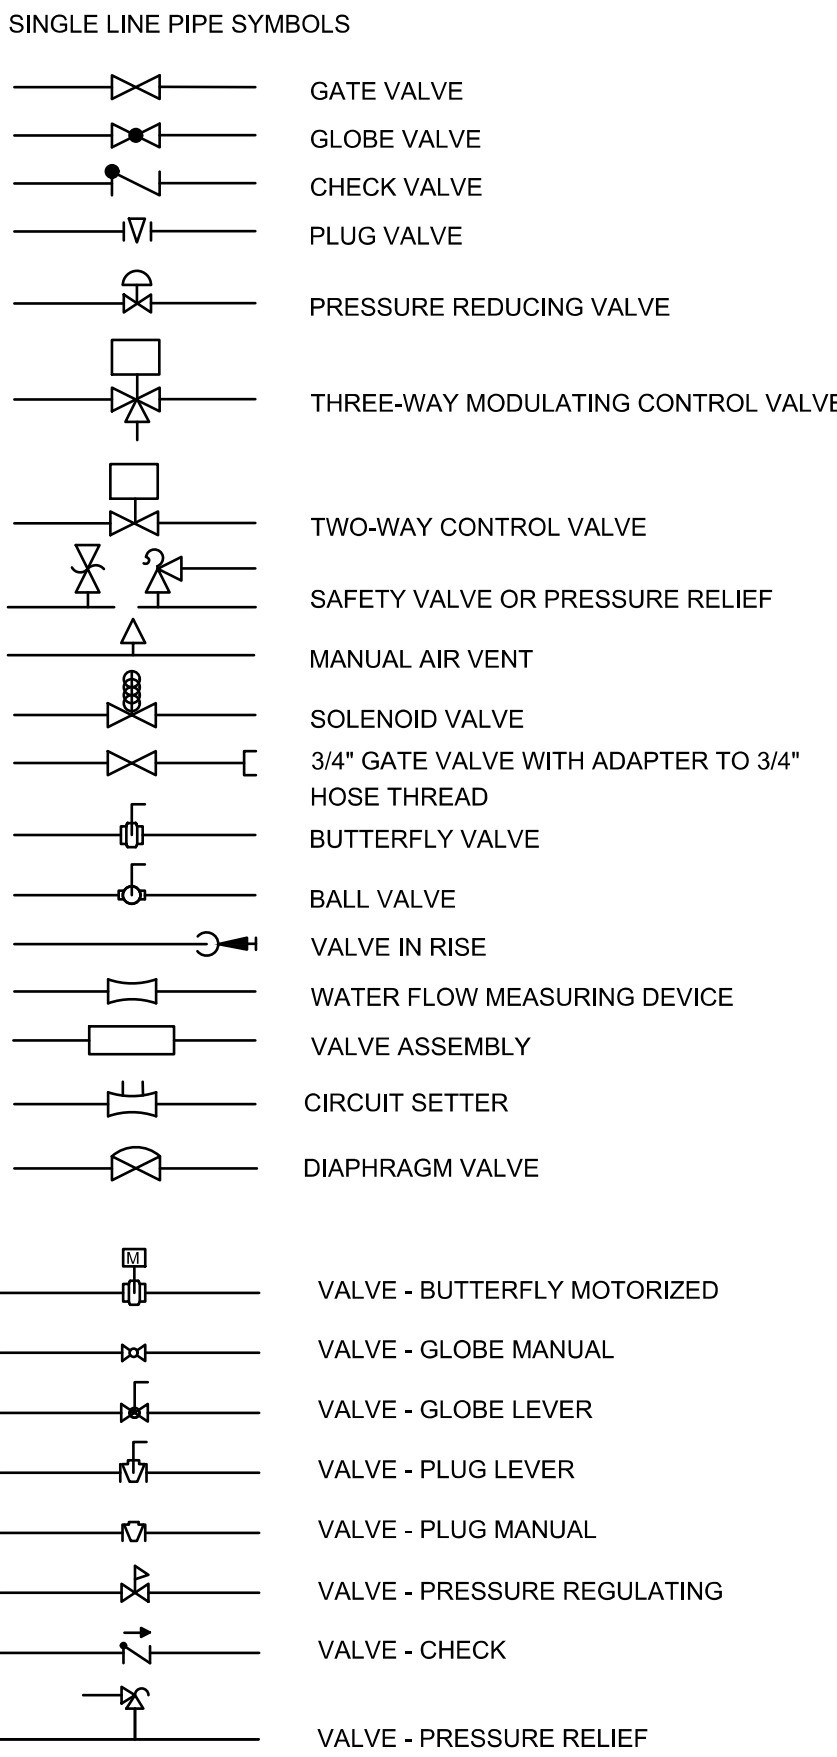 SINGLE LINE PIPE SYMBOLS
GATE VALVE
GLOBE VALVE
CHECK VALVE
PLUG VALVE
PRESSURE REDUCING VALVE
THREE-WAY MODULATING CONTROL VALVE
TWO-WAY CONTROL VALVE
SAFETY VALVE OR PRESSURE RELIEF
MANUAL AIR VENT
SOLENOID VALVE
3/4" GATE VALVE WITH ADAPTER TO 3/4"
HOSE THREAD
BUTTERFLY VALVE
BALL VALVE
VALVE IN RISE
WATER FLOW MEASURING DEVICE
VALVE ASSEMBLY
CIRCUIT SETTER
DIAPHRAGM VALVE
M
VALVE - BUTTERFLY MOTORIZED
VALVE - GLOBE MANUAL
VALVE - GLOBE LEVER
VALVE - PLUG LEVER
VALVE - PLUG MANUAL
VALVE - PRESSURE REGULATING
VALVE - CHECK
VALVE - PRESSURE RELIEF